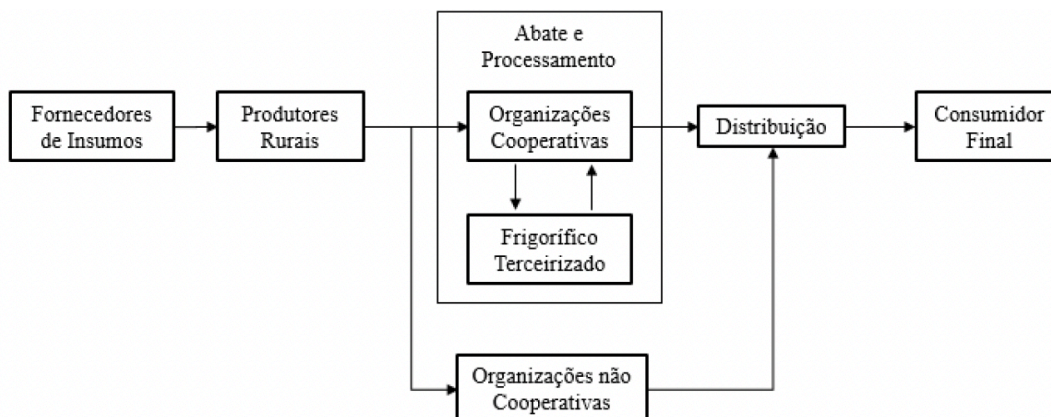 Abate e
Processamento
Fornecedores
de Insumos
Produtores
Rurais
Organizações
Cooperativas
Distribuição
Consumidor
Final
Frigorífico
Terceirizado
Organizações não
Cooperativas